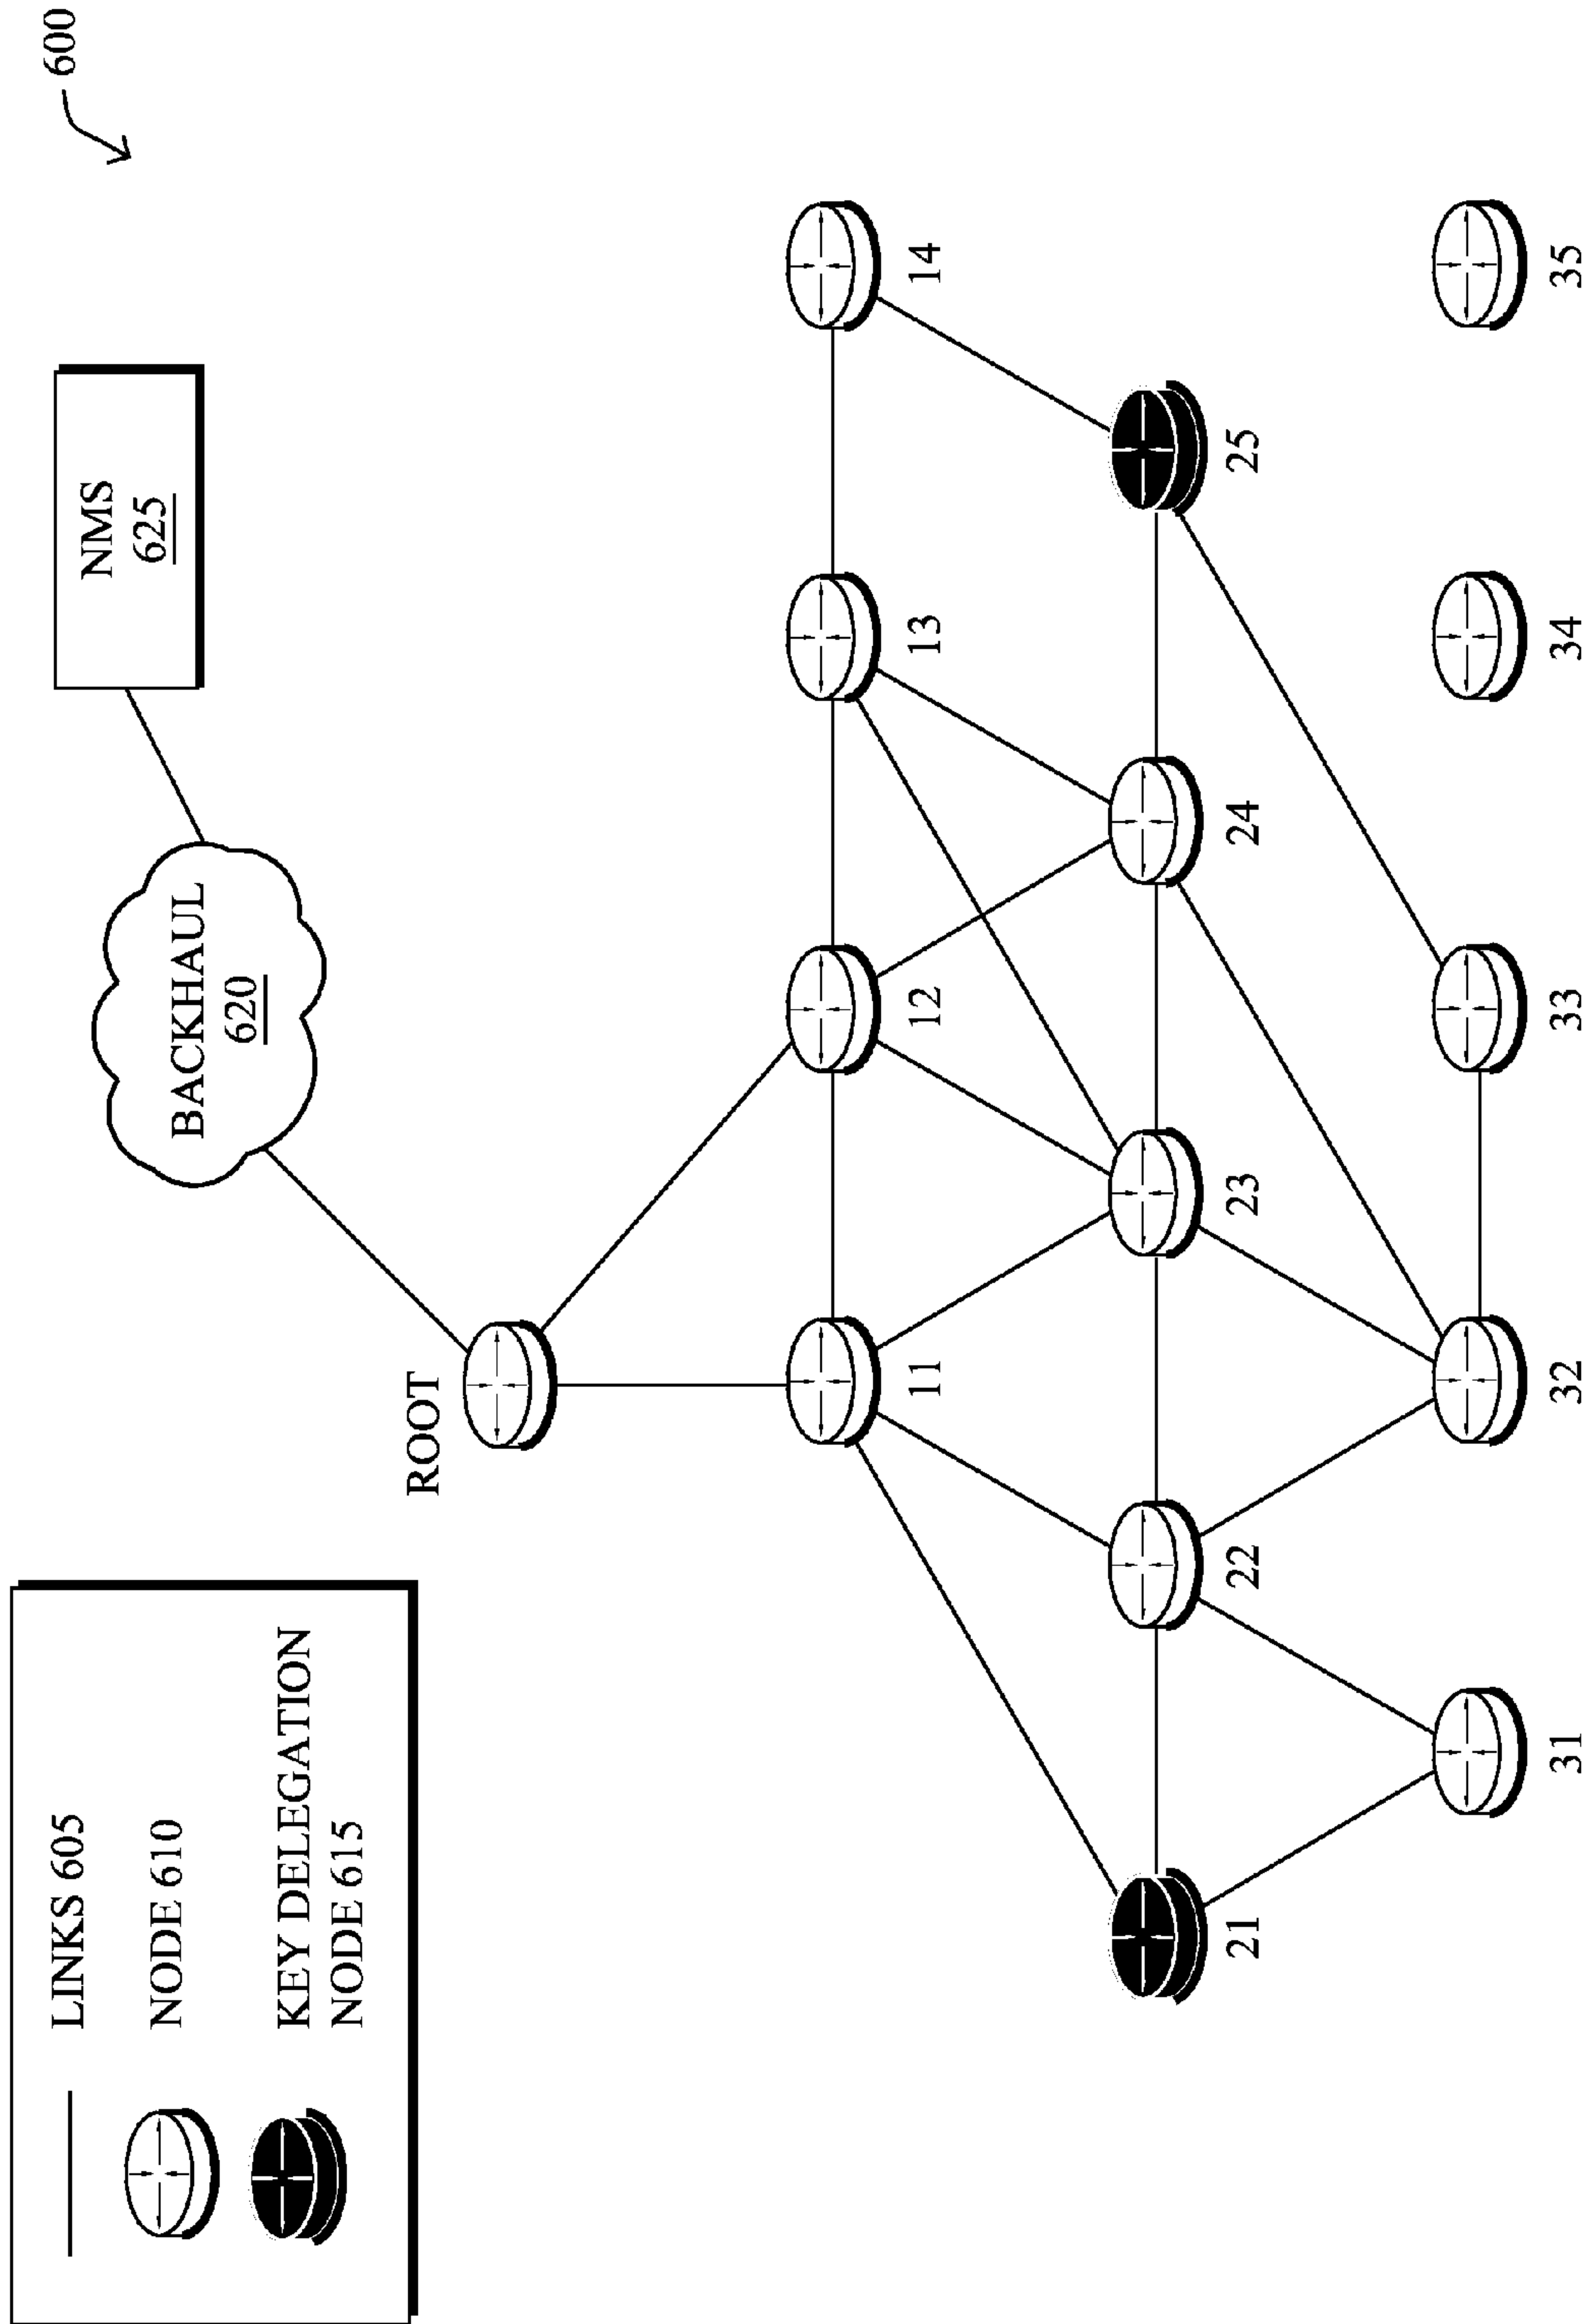 600
LINKS 605
NODE 610
KEY DELEGATION
NODE 615
BACKHAUL
620
NMS
625
ROOT
11
12
13
14
21
22
23
24
25
31
32
33
34
35